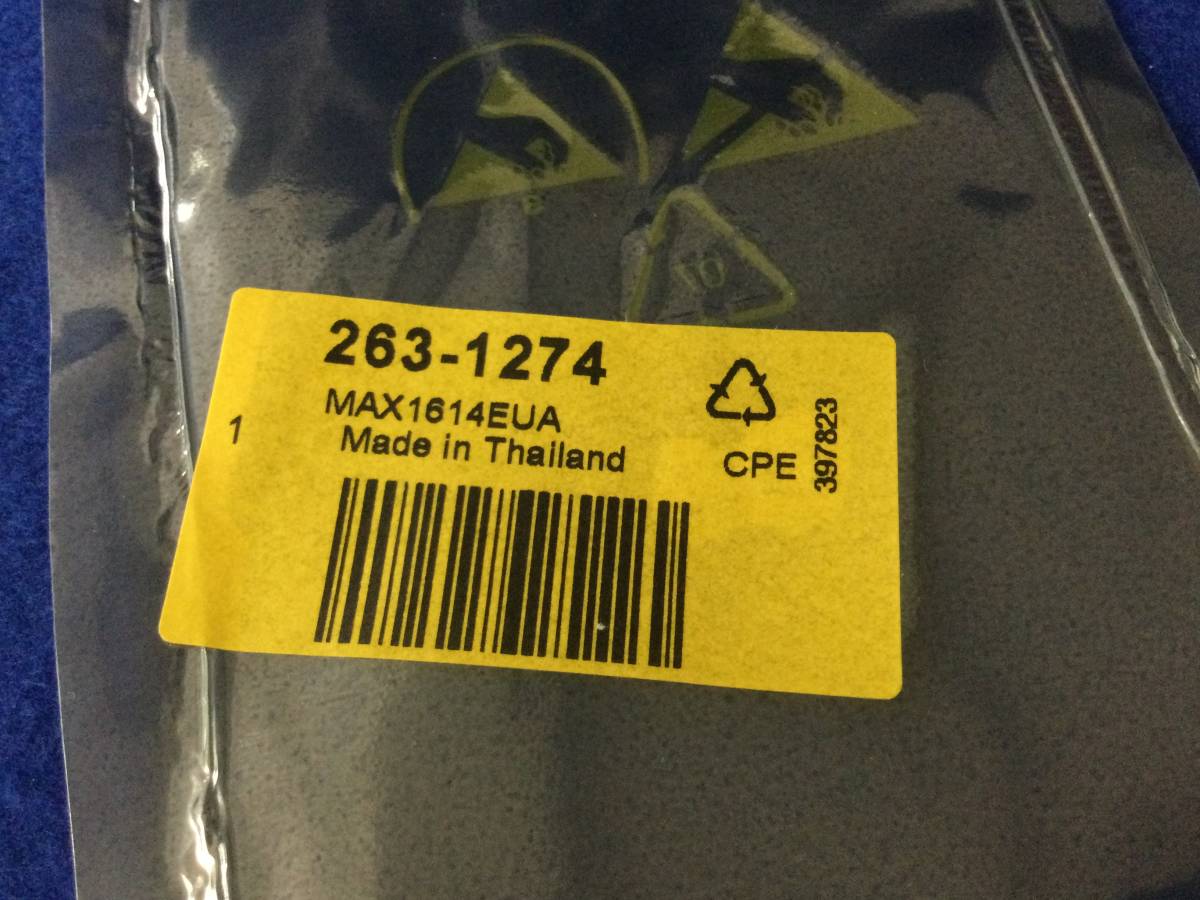 263-1274
MAX1614EUA
1
Made in Thailand
CPE
397823